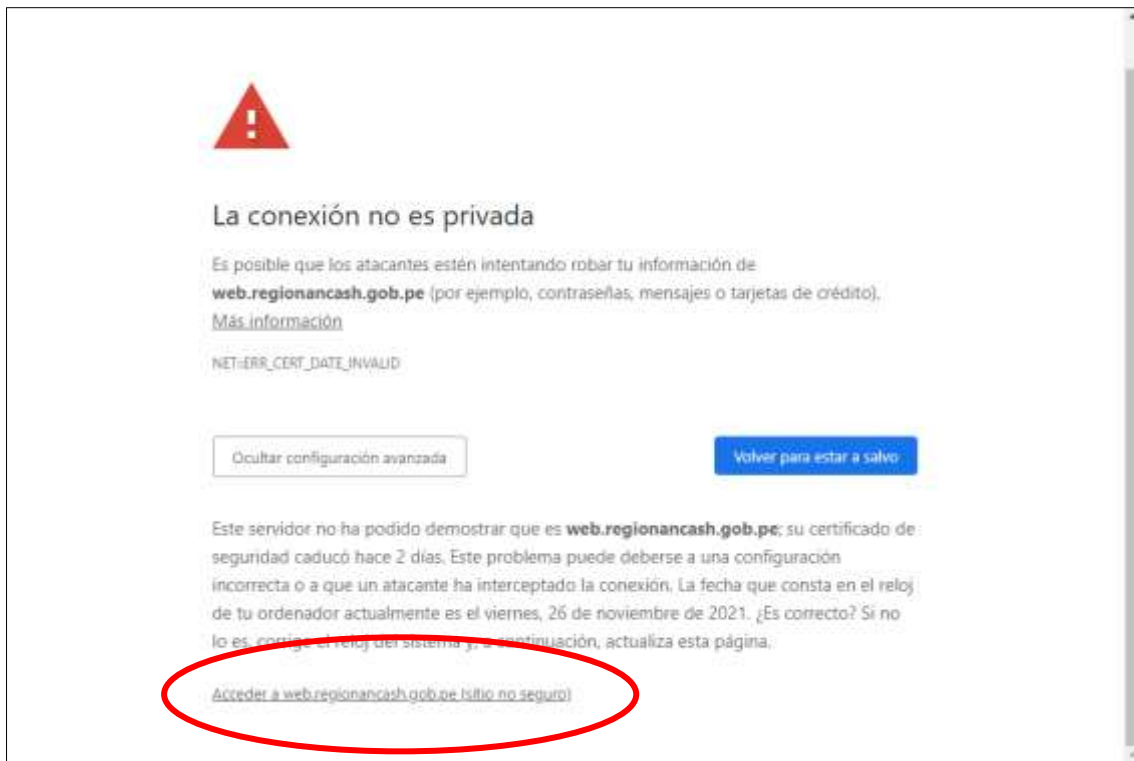 La conexión no es privada
Es posible que los atacantes estén intentando robar tu información de
web.regionancash.gob.pe (por ejemplo, contraseñas, mensajes o tarjetas de crédito).
Más información
NET::ERR_CERT_DATE_INVALID
Ocultar configuración avanzada
Volver para estar a salvo
Este servidor no ha podido demostrar que es web.regionancash.gob.pe; su certificado de
seguridad caducó hace 2 días. Este problema puede deberse a una configuración
incorrecta o a que un atacante ha interceptado la conexión. La fecha que consta en el reloj
de tu ordenador actualmente es el viernes, 26 de noviembre de 2021. ¿Es correcto? Si no
lo es, corrige el reloj del sistema y, a continuación, actualiza esta página.
Acceder a web.regionancash.gob.pe (sitio no seguro)